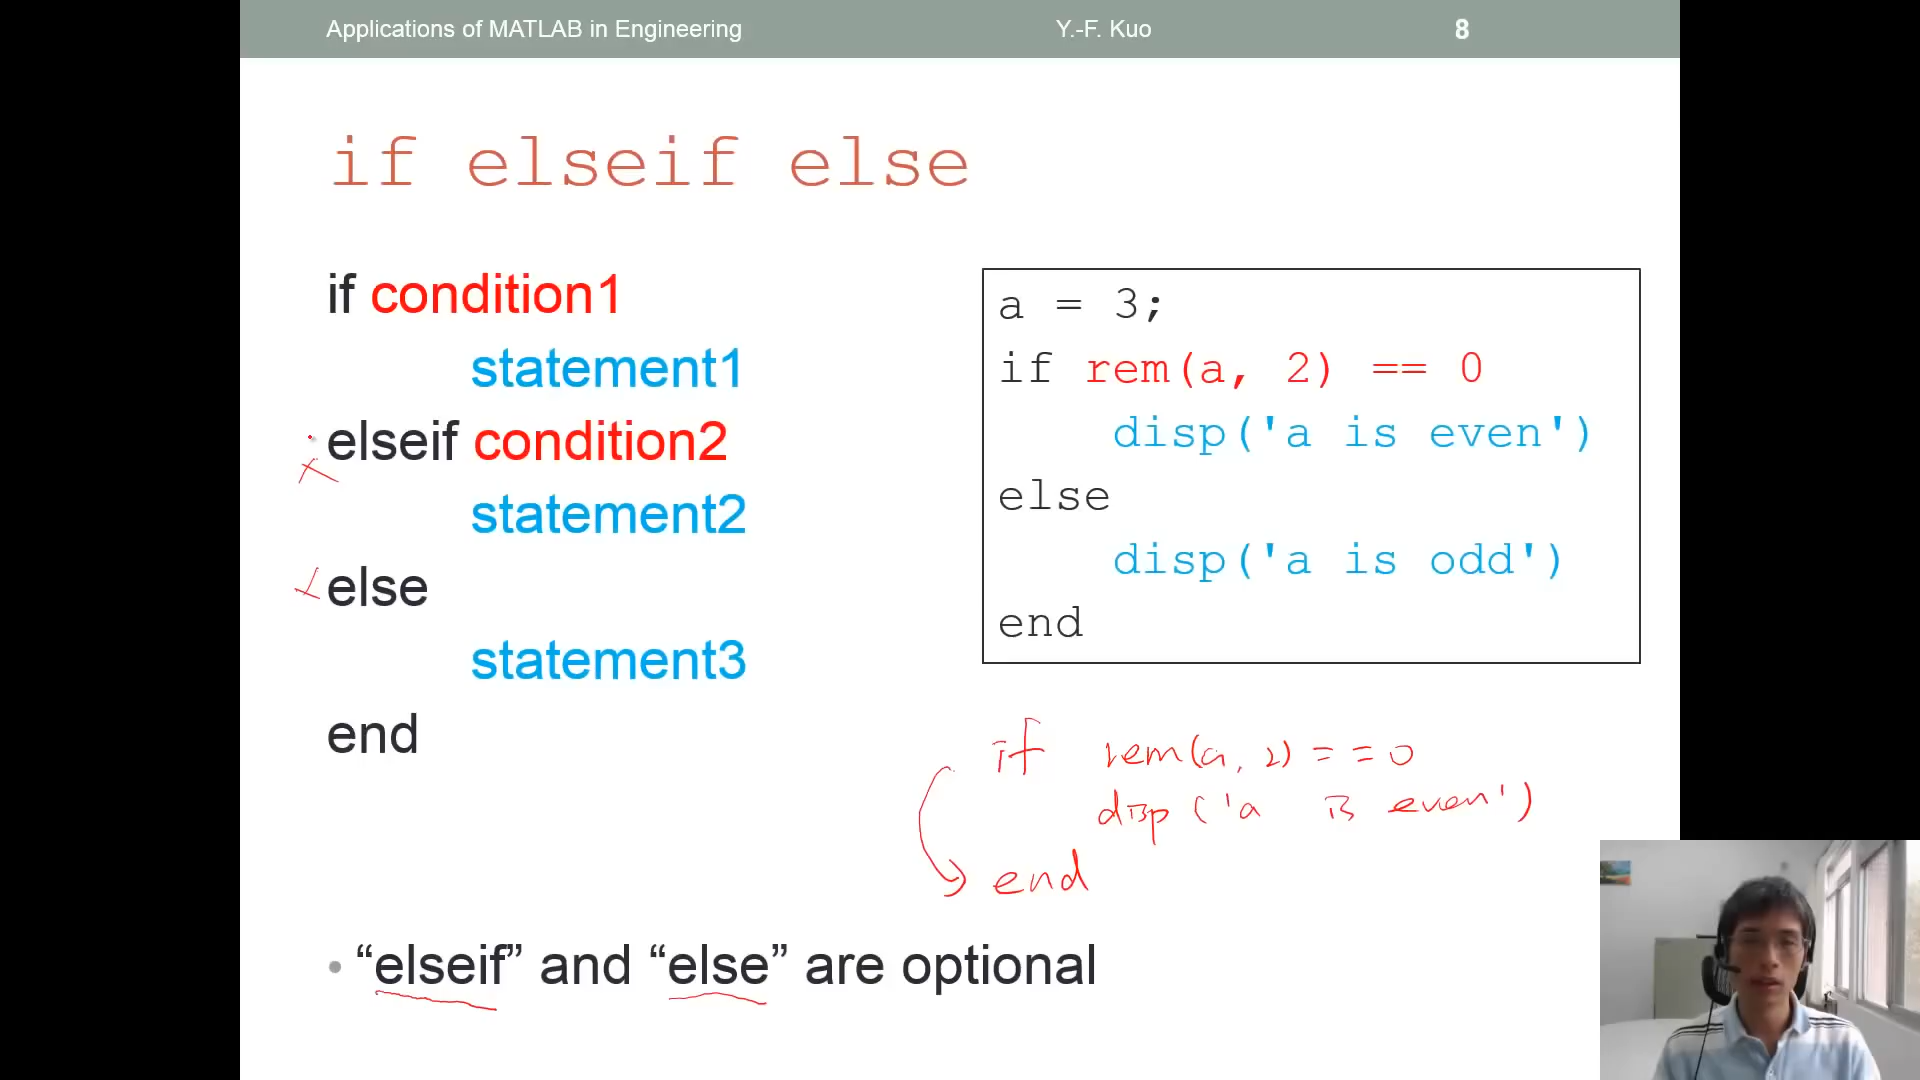 Applications of MATLAB in Engineering Y.-F. Kuo 8
if elseif else
if condition1
statement1
elseif condition2
statement2
else
statement3
end
a = 3;
if rem(a, 2) == 0
disp('a is even')
else
disp('a is odd')
end
if rem(a, 2) == 0
disp('a is even')
end
• “elseif” and “else” are optional